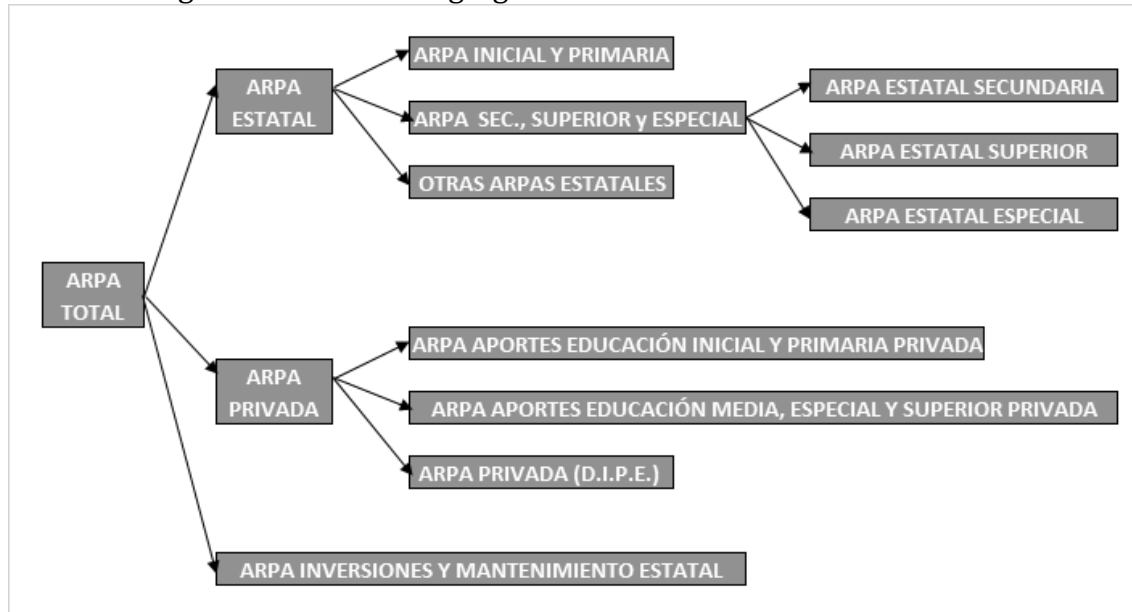 ARPA INICIAL Y PRIMARIA
ARPA
ESTATAL
ARPA ESTATAL SECUNDARIA
ARPA SEC., SUPERIOR y ESPECIAL
ARPA ESTATAL SUPERIOR
OTRAS ARPAS ESTATALES
ARPA ESTATAL ESPECIAL
ARPA
TOTAL
ARPA APORTES EDUCACIÓN INICIAL Y PRIMARIA PRIVADA
ARPA
PRIVADA
ARPA APORTES EDUCACIÓN MEDIA, ESPECIAL Y SUPERIOR PRIVADA
ARPA PRIVADA (D.I.P.E.)
ARPA INVERSIONES Y MANTENIMIENTO ESTATAL